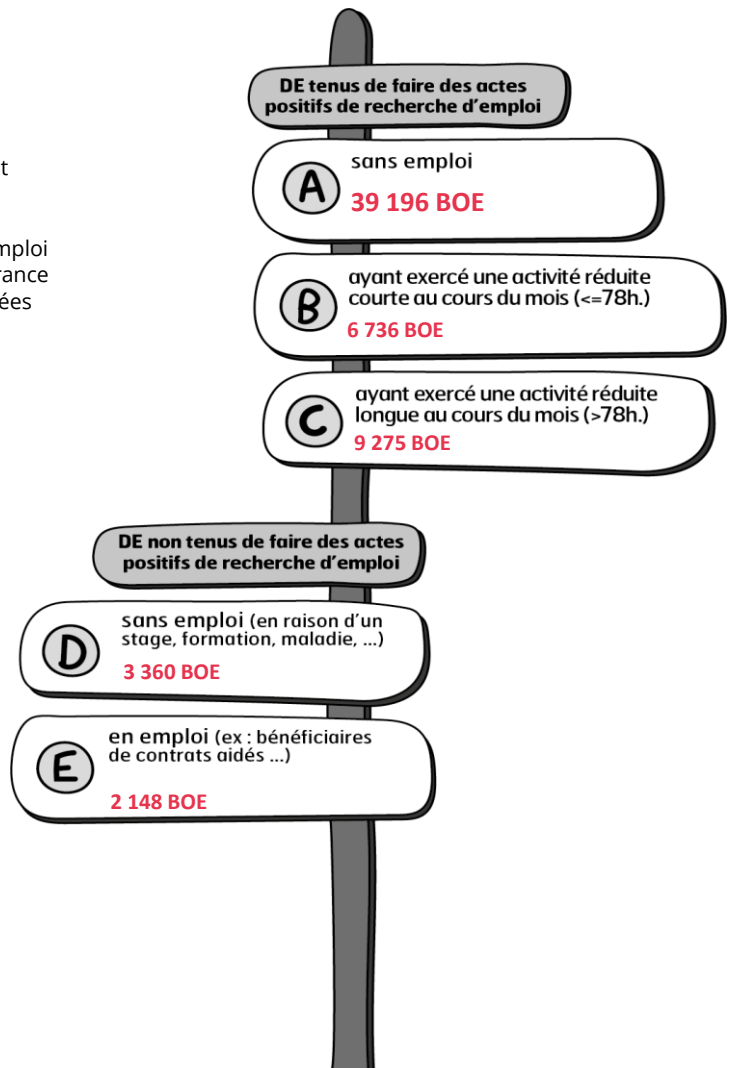 t
mploi
rance
ées
DE tenus de faire des actes
positifs de recherche d'emploi
A
sans emploi
39 196 BOE
B
ayant exercé une activité réduite
courte au cours du mois (<=78h.)
6 736 BOE
C
ayant exercé une activité réduite
longue au cours du mois (>78h.)
9 275 BOE
DE non tenus de faire des actes
positifs de recherche d'emploi
D
sans emploi (en raison d'un
stage, formation, maladie, ...)
3 360 BOE
E
en emploi (ex : bénéficiaires
de contrats aidés ...)
2 148 BOE